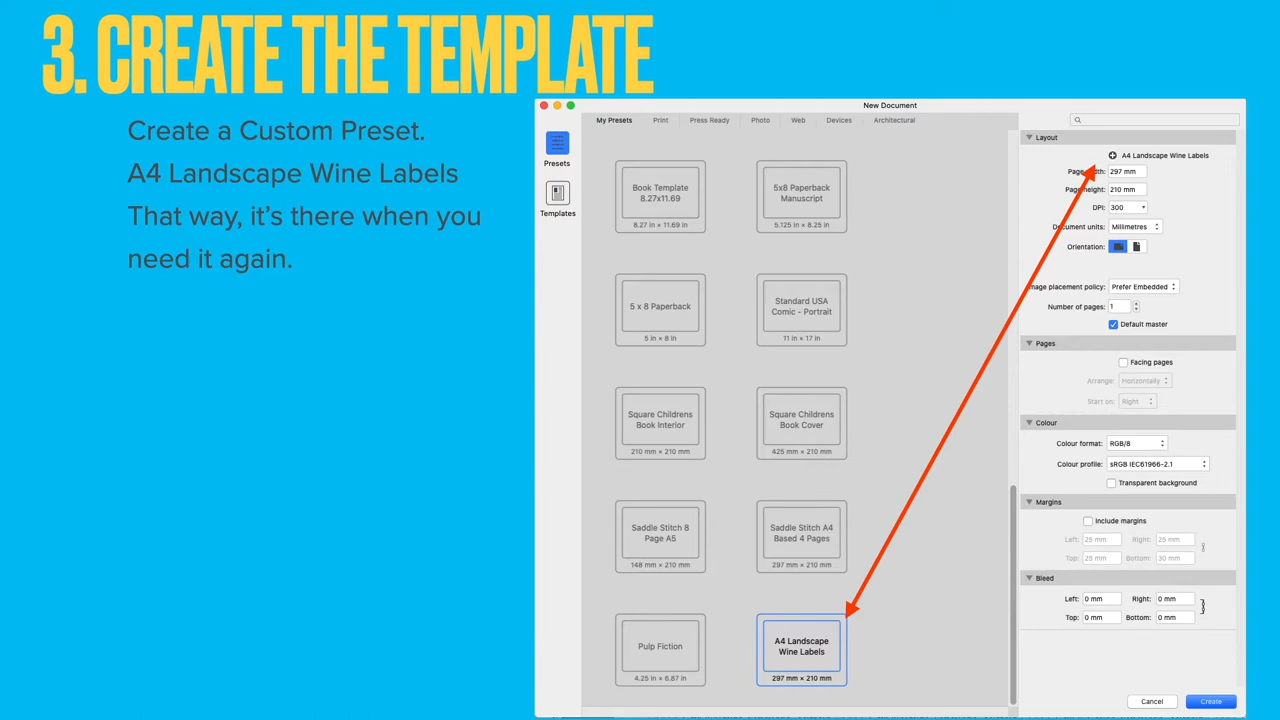 3. CREATE THE TEMPLATE
Create a Custom Preset.
A4 Landscape Wine Labels
That way, it's there when you
need it again.
New Document
My Presets Print Press Ready Photo Web Devices Architectural
Presets
Templates
Book Template
8.27x11.69
8.27 in × 11.69 in
5x8 Paperback
Manuscript
5.125 in × 8.25 in
5 x 8 Paperback
5 in × 8 in
Standard USA
Comic - Portrait
11 in × 17 in
Square Childrens
Book Interior
210 mm × 210 mm
Square Childrens
Book Cover
425 mm × 210 mm
Saddle Stitch 8
Page A5
148 mm × 210 mm
Saddle Stitch A4
Based 4 Pages
297 mm × 210 mm
Pulp Fiction
4.25 in × 6.87 in
A4 Landscape
Wine Labels
297 mm × 210 mm
Layout
A4 Landscape Wine Labels
Page width: 297 mm
Page height: 210 mm
DPI: 300
Document units: Millimetres
Orientation:
Image placement policy: Prefer Embedded
Number of pages: 1
Default master
Pages
Facing pages
Arrange: Horizontally
Start on: Right
Colour
Colour format: RGB/8
Colour profile: sRGB IEC61966-2.1
Transparent background
Margins
Include margins
Left: 25 mm Right: 25 mm
Top: 25 mm Bottom: 30 mm
Bleed
Left: 0 mm Right: 0 mm
Top: 0 mm Bottom: 0 mm
Cancel Create